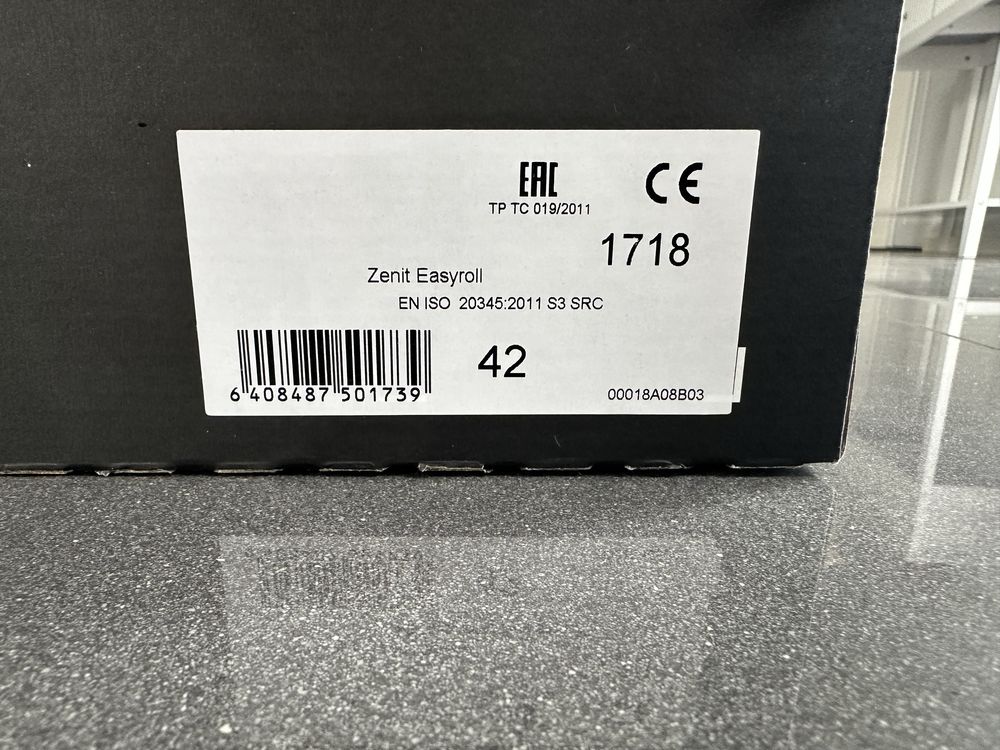 EAC CE
TP TC 019/2011
1718
Zenit Easyroll
EN ISO 20345:2011 S3 SRC
42
6 408487 501739
00018A08B03